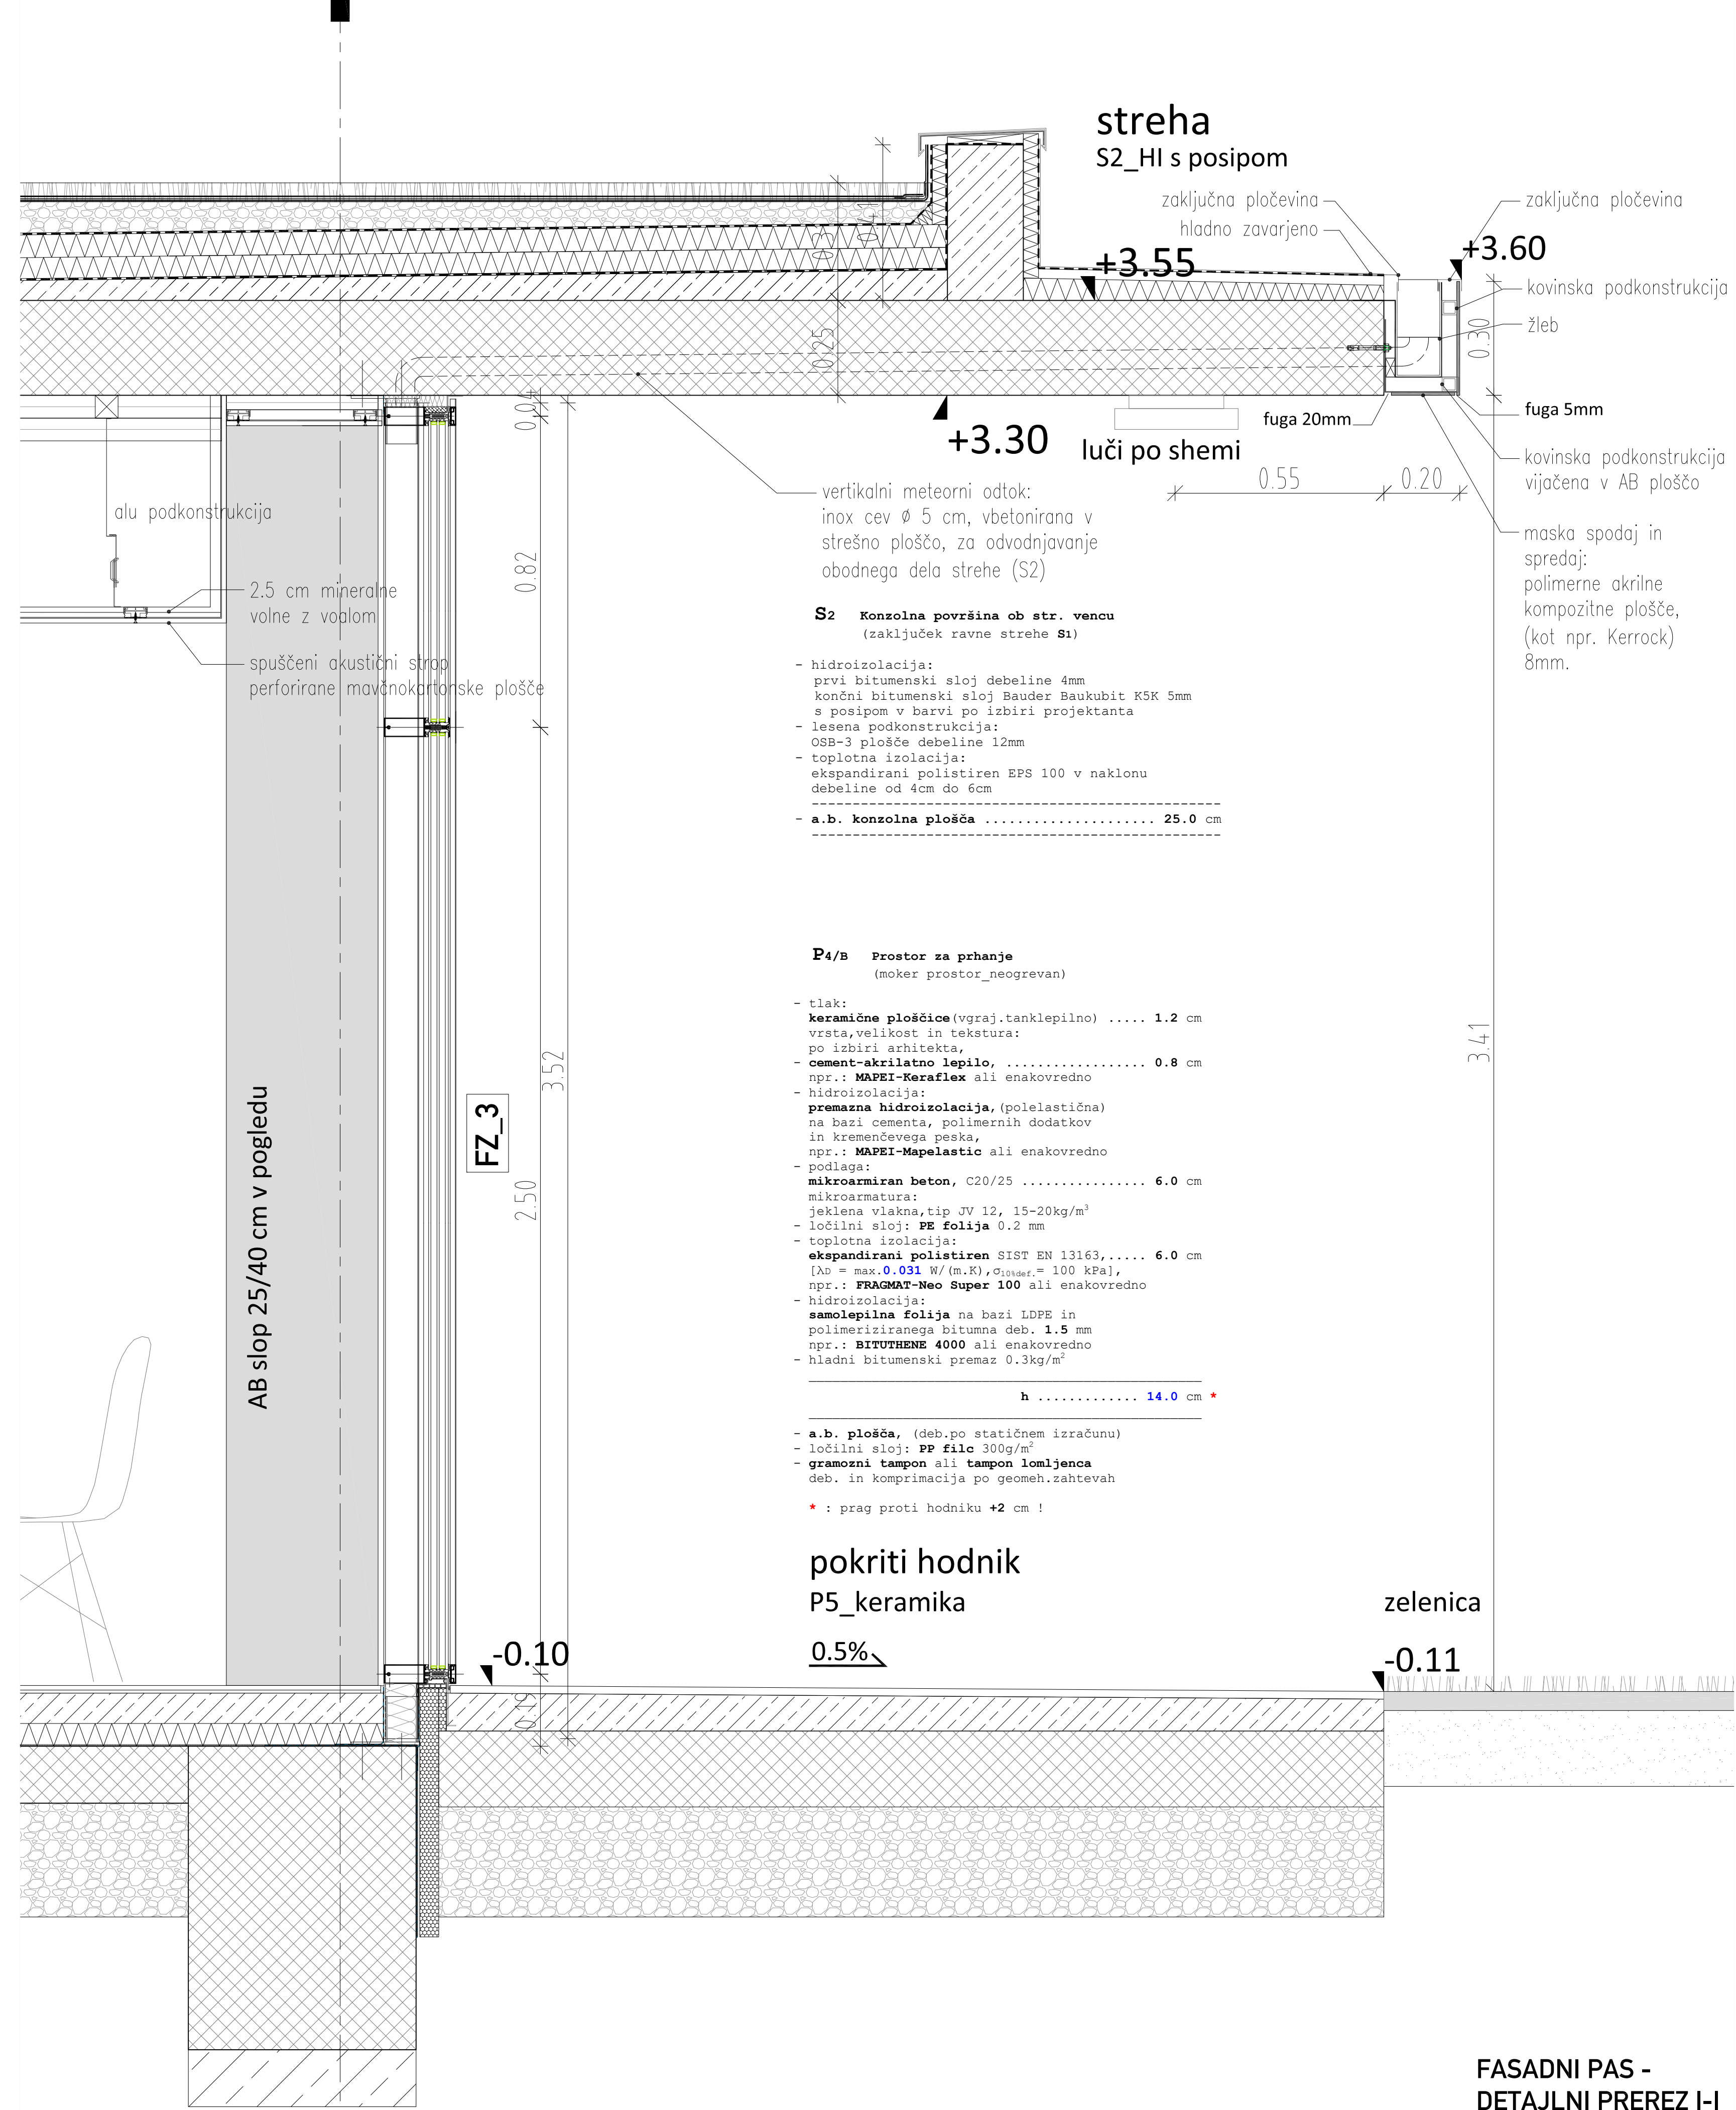 streha
S2_HI s posipom
zaključna pločevina
hladno zavarjeno
zaključna pločevina
+3.55
+3.60
kovinska podkonstrukcija
žleb
0.41
0.31
0.25
0.30
0.04
+3.30
luči po shemi
fuga 20mm
fuga 5mm
0.55
0.20
kovinska podkonstrukcija
vijačena v AB ploščo
maska spodaj in
spredaj:
polimerne akrilne
kompozitne plošče,
(kot npr. Kerrock)
8mm.
vertikalni meteorni odtok:
inox cev ϕ 5 cm, vbetonirana v
strešno ploščo, za odvodnjavanje
obodnega dela strehe (S2)
alu podkonstrukcija
2.5 cm mineralne
volne z voalom
spuščeni akustični strop
perforirane mavčnokartonske plošče
0.82
S2 Konzolna površina ob str. vencu
(zaključek ravne strehe S1)
- hidroizolacija:
prvi bitumenski sloj debeline 4mm
končni bitumenski sloj Bauder Baukubit K5K 5mm
s posipom v barvi po izbiri projektanta
- lesena podkonstrukcija:
OSB-3 plošče debeline 12mm
- toplotna izolacija:
ekspandirani polistiren EPS 100 v naklonu
debeline od 4cm do 6cm
--------------------------------------------------
- a.b. konzolna plošča ..................... 25.0 cm
--------------------------------------------------
P4/B Prostor za prhanje
(moker prostor_neogrevan)
- tlak:
keramične ploščice(vgraj.tanklepilno) ..... 1.2 cm
vrsta,velikost in tekstura:
po izbiri arhitekta,
- cement-akrilatno lepilo, .................. 0.8 cm
npr.: MAPEI-Keraflex ali enakovredno
- hidroizolacija:
premazna hidroizolacija,(polelastična)
na bazi cementa, polimernih dodatkov
in kremenčevega peska,
npr.: MAPEI-Mapelastic ali enakovredno
- podlaga:
mikroarmiran beton, C20/25 ................ 6.0 cm
mikroarmatura:
jeklena vlakna,tip JV 12, 15-20kg/m³
- ločilni sloj: PE folija 0.2 mm
- toplotna izolacija:
ekspandirani polistiren SIST EN 13163,..... 6.0 cm
[λD = max.0.031 W/(m.K),σ10%def.= 100 kPa],
npr.: FRAGMAT-Neo Super 100 ali enakovredno
- hidroizolacija:
samolepilna folija na bazi LDPE in
polimeriziranega bitumna deb. 1.5 mm
npr.: BITUTHENE 4000 ali enakovredno
- hladni bitumenski premaz 0.3kg/m²
h ............. 14.0 cm *
- a.b. plošča, (deb.po statičnem izračunu)
- ločilni sloj: PP filc 300g/m²
- gramozni tampon ali tampon lomljenca
deb. in komprimacija po geomeh.zahtevah
* : prag proti hodniku +2 cm !
AB slop 25/40 cm v pogledu
FZ_3
3.52
2.50
3.41
pokriti hodnik
P5_keramika
0.5%
zelenica
-0.10
-0.11
0.19
FASADNI PAS -
DETAJLNI PREREZ I-I